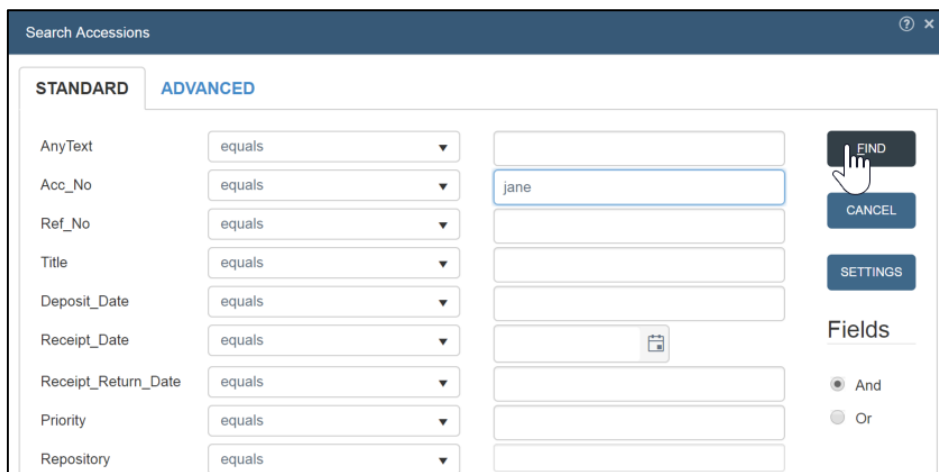 Search Accessions
STANDARD ADVANCED
AnyText equals FIND
Acc_No equals jane
Ref_No equals CANCEL
Title equals SETTINGS
Deposit_Date equals
Receipt_Date equals Fields
Receipt_Return_Date equals And
Priority equals Or
Repository equals